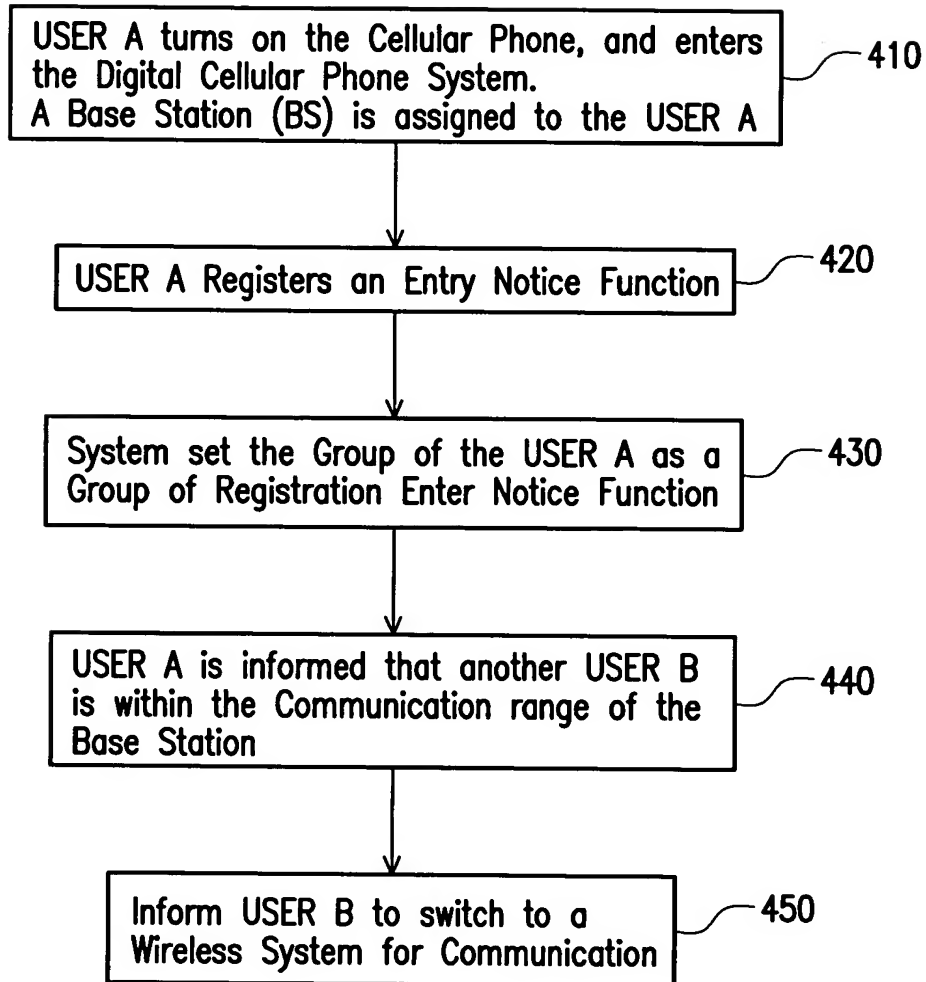 USER A turns on the Cellular Phone, and enters
the Digital Cellular Phone System.
A Base Station (BS) is assigned to the USER A
410
USER A Registers an Entry Notice Function
420
System set the Group of the USER A as a
Group of Registration Enter Notice Function
430
USER A is informed that another USER B
is within the Communication range of the
Base Station
440
Inform USER B to switch to a
Wireless System for Communication
450